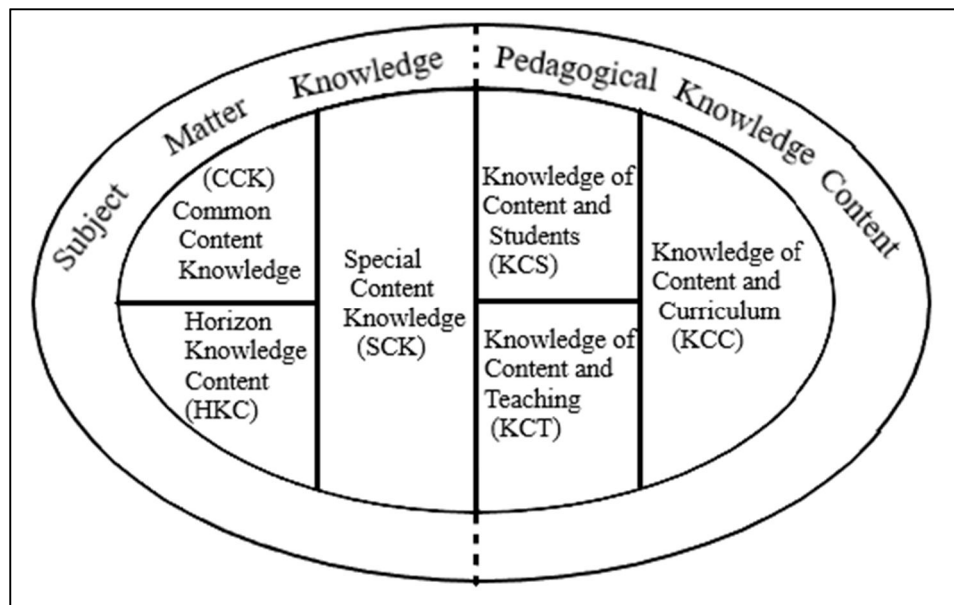 Subject Matter Knowledge
Pedagogical Knowledge Content
(CCK)
Common
Content
Knowledge
Horizon
Knowledge
Content
(HKC)
Special
Content
Knowledge
(SCK)
Knowledge of
Content and
Students
(KCS)
Knowledge of
Content and
Teaching
(KCT)
Knowledge of
Content and
Curriculum
(KCC)